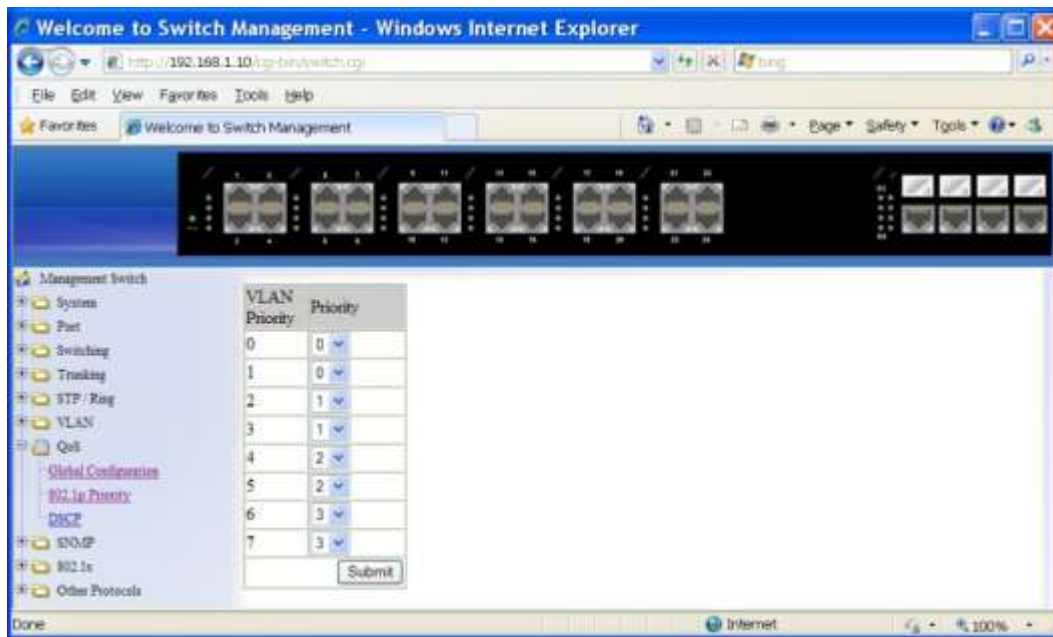 Welcome to Switch Management - Windows Internet Explorer
http://192.168.1.10/cgi-bin/switch.cgi
bing
File Edit View Favorites Tools Help
Favorites Welcome to Switch Management Page Safety Tools
Management Switch
System
Port
Switching
Trunking
STP / Ring
VLAN
QoS
Global Configuration
802.1p Priority
DSCP
SNMP
802.1x
Other Protocols
VLAN Priority Priority
0 0
1 0
2 1
3 1
4 2
5 2
6 3
7 3
Submit
Done Internet 100%